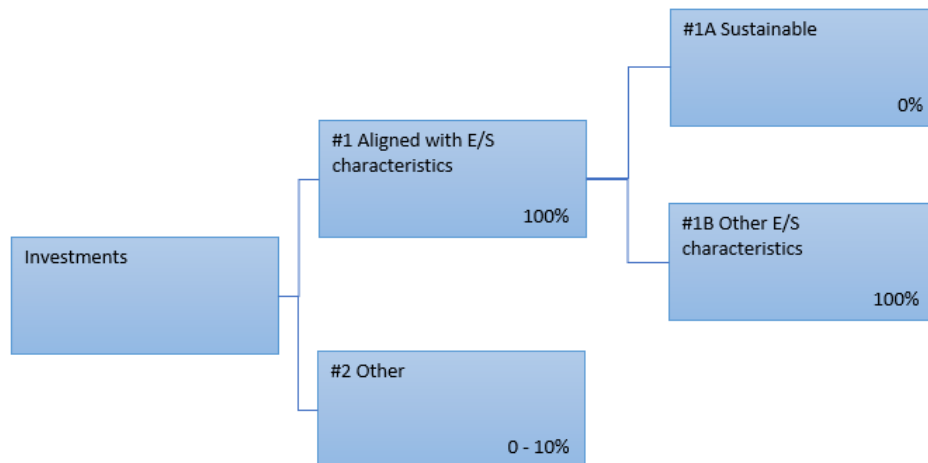 Investments
#1 Aligned with E/S
characteristics
100%
#2 Other
0 - 10%
#1A Sustainable
0%
#1B Other E/S
characteristics
100%